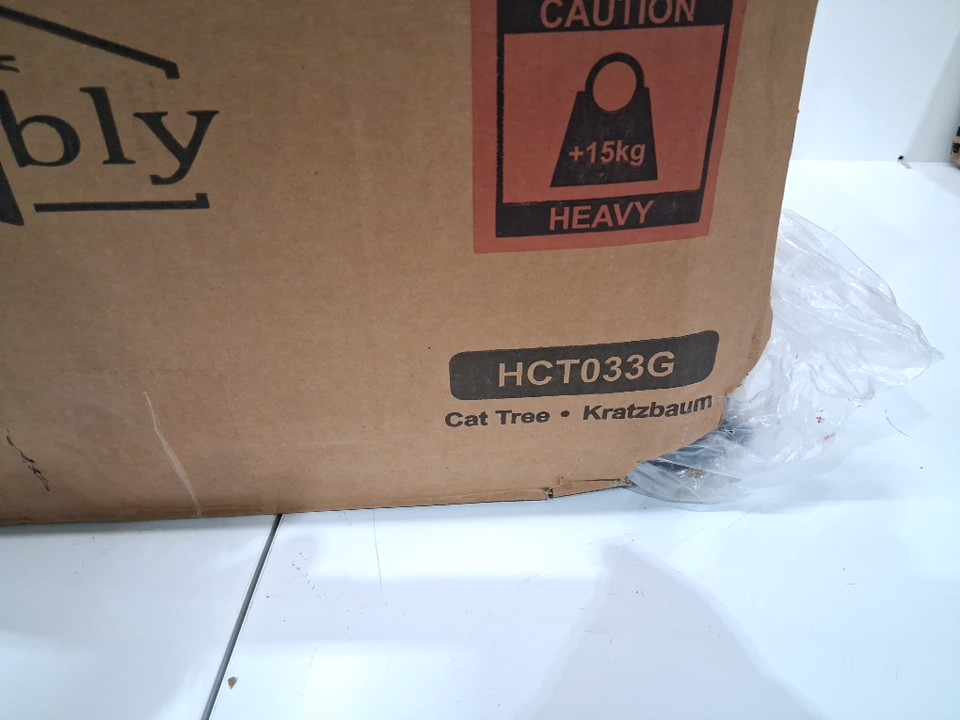 bly
CAUTION
+15kg
HEAVY
HCT033G
Cat Tree • Kratzbaum